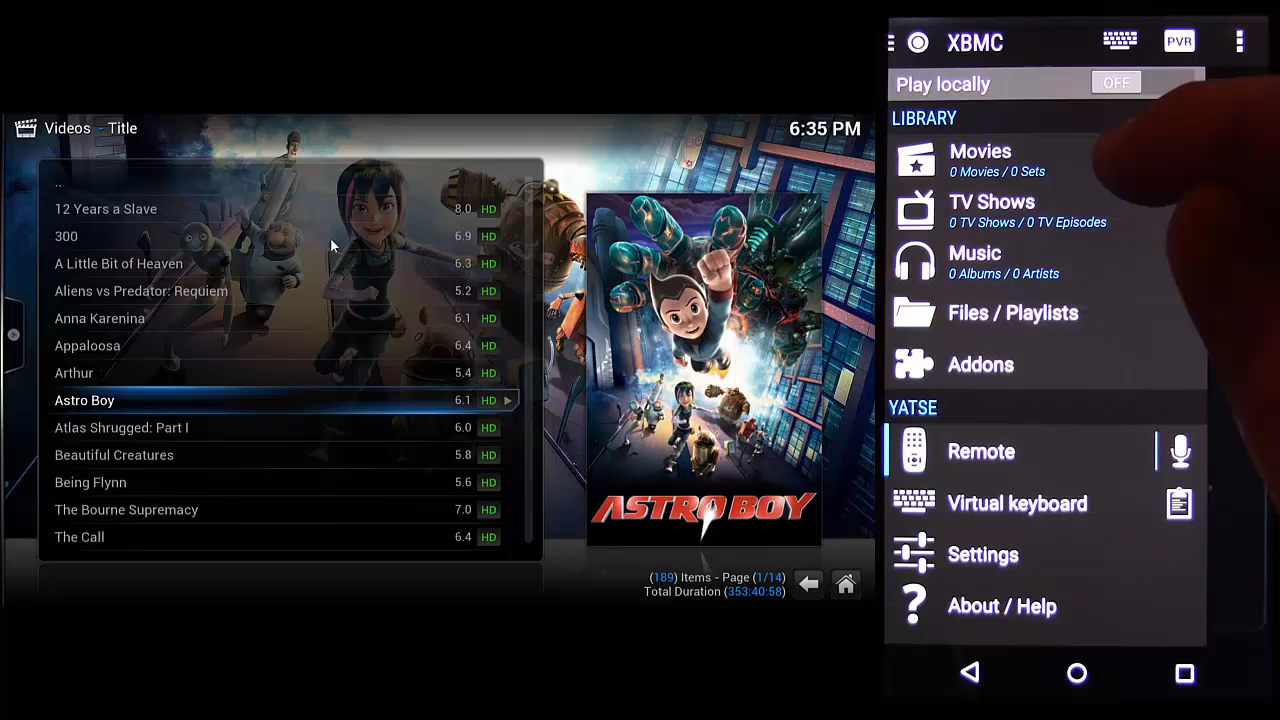 Videos - Title
6:35 PM
..
12 Years a Slave 8.0 HD
300 6.9 HD
A Little Bit of Heaven 6.3 HD
Aliens vs Predator: Requiem 5.2 HD
Anna Karenina 6.1 HD
Appaloosa 6.4 HD
Arthur 5.4 HD
Astro Boy 6.1 HD
Atlas Shrugged: Part I 6.0 HD
Beautiful Creatures 5.8 HD
Being Flynn 5.6 HD
The Bourne Supremacy 7.0 HD
The Call 6.4 HD
ASTRO BOY
(189) Items - Page (1/14)
Total Duration (353:40:58)
XBMC
PVR
Play locally OFF
LIBRARY
Movies
0 Movies / 0 Sets
TV Shows
0 TV Shows / 0 TV Episodes
Music
0 Albums / 0 Artists
Files / Playlists
Addons
YATSE
Remote
Virtual keyboard
Settings
About / Help